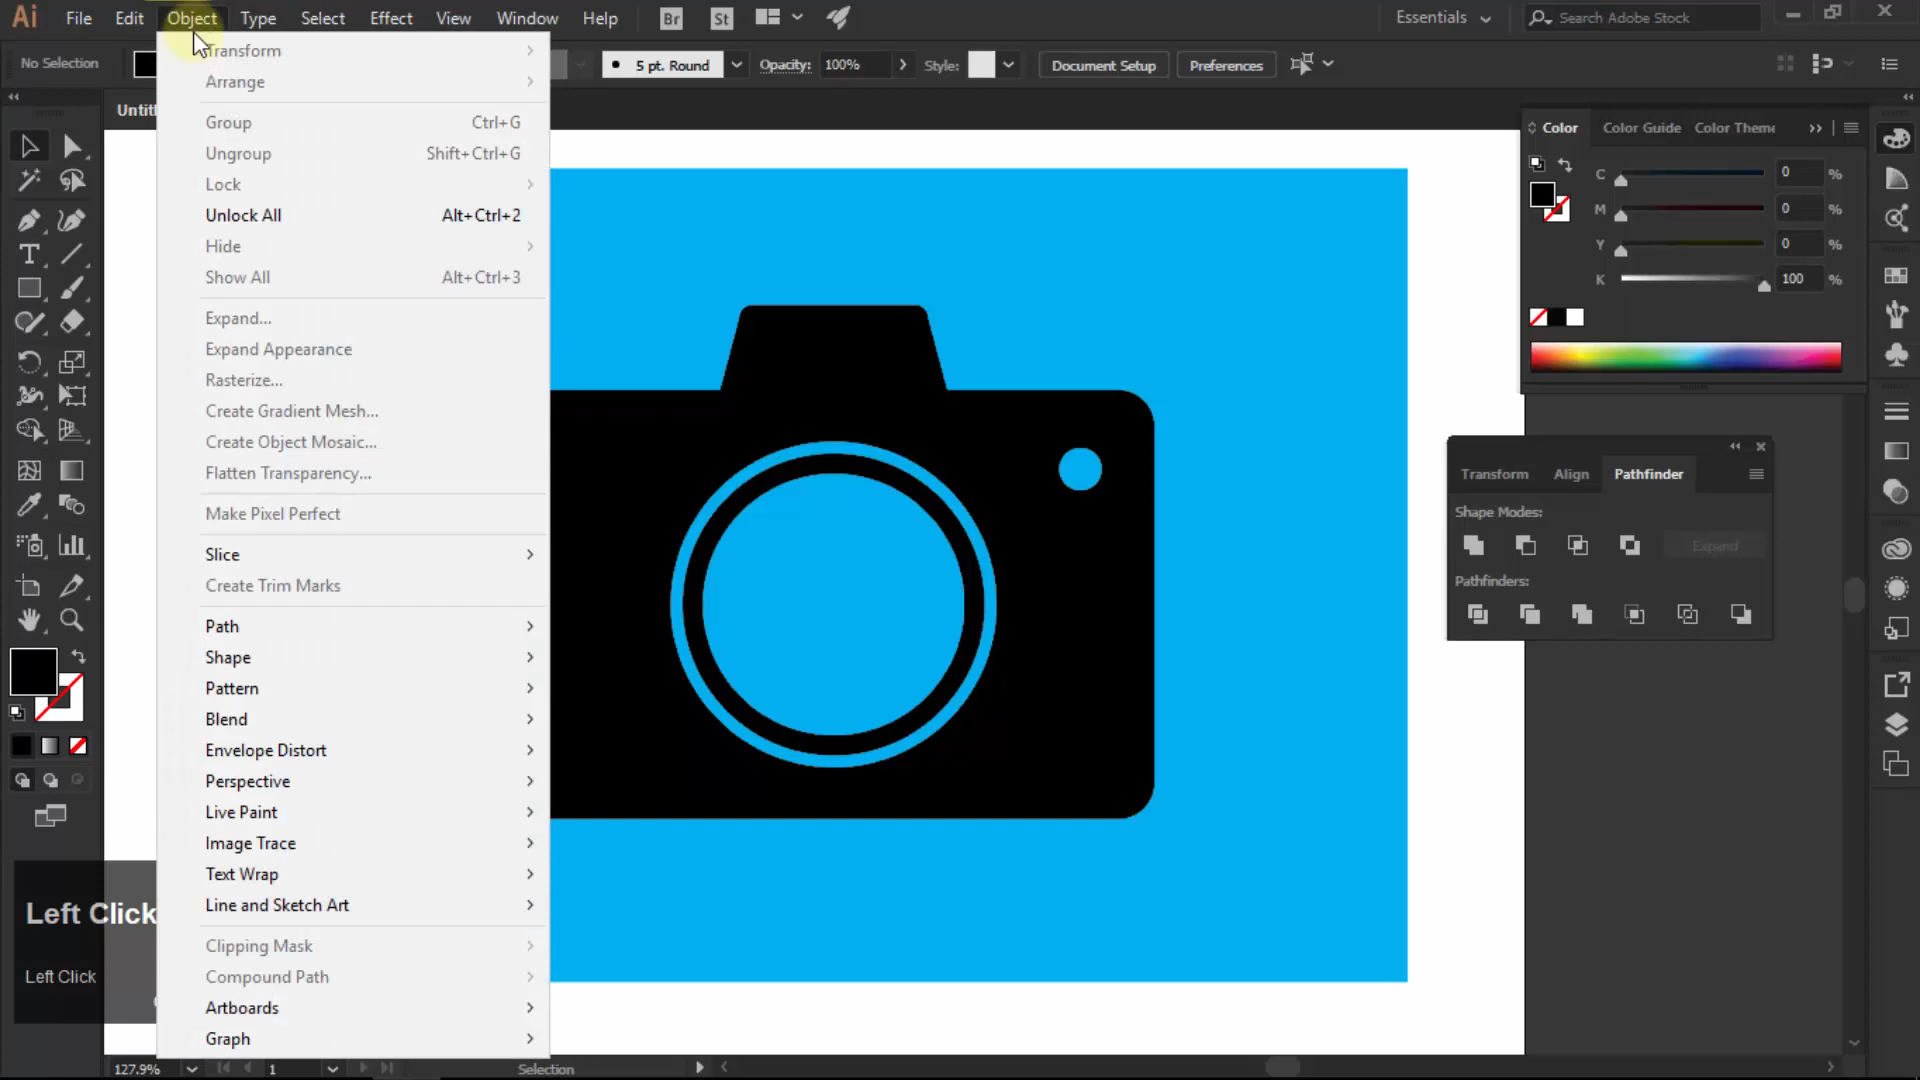 Ai File Edit Object Type Select Effect View Window Help Br St Essentials Search Adobe Stock
No Selection 5 pt. Round Opacity: 100% Style: Document Setup Preferences
Untitl
Transform
Arrange
Group Ctrl+G
Ungroup Shift+Ctrl+G
Lock
Unlock All Alt+Ctrl+2
Hide
Show All Alt+Ctrl+3
Expand...
Expand Appearance
Rasterize...
Create Gradient Mesh...
Create Object Mosaic...
Flatten Transparency...
Make Pixel Perfect
Slice
Create Trim Marks
Path
Shape
Pattern
Blend
Envelope Distort
Perspective
Live Paint
Image Trace
Text Wrap
Line and Sketch Art
Clipping Mask
Compound Path
Artboards
Graph
Color Color Guide Color Theme
C 0 %
M 0 %
Y 0 %
K 100 %
Transform Align Pathfinder
Shape Modes:
Expand
Pathfinders:
Left Click
Left Click
127.9% 1 Selection